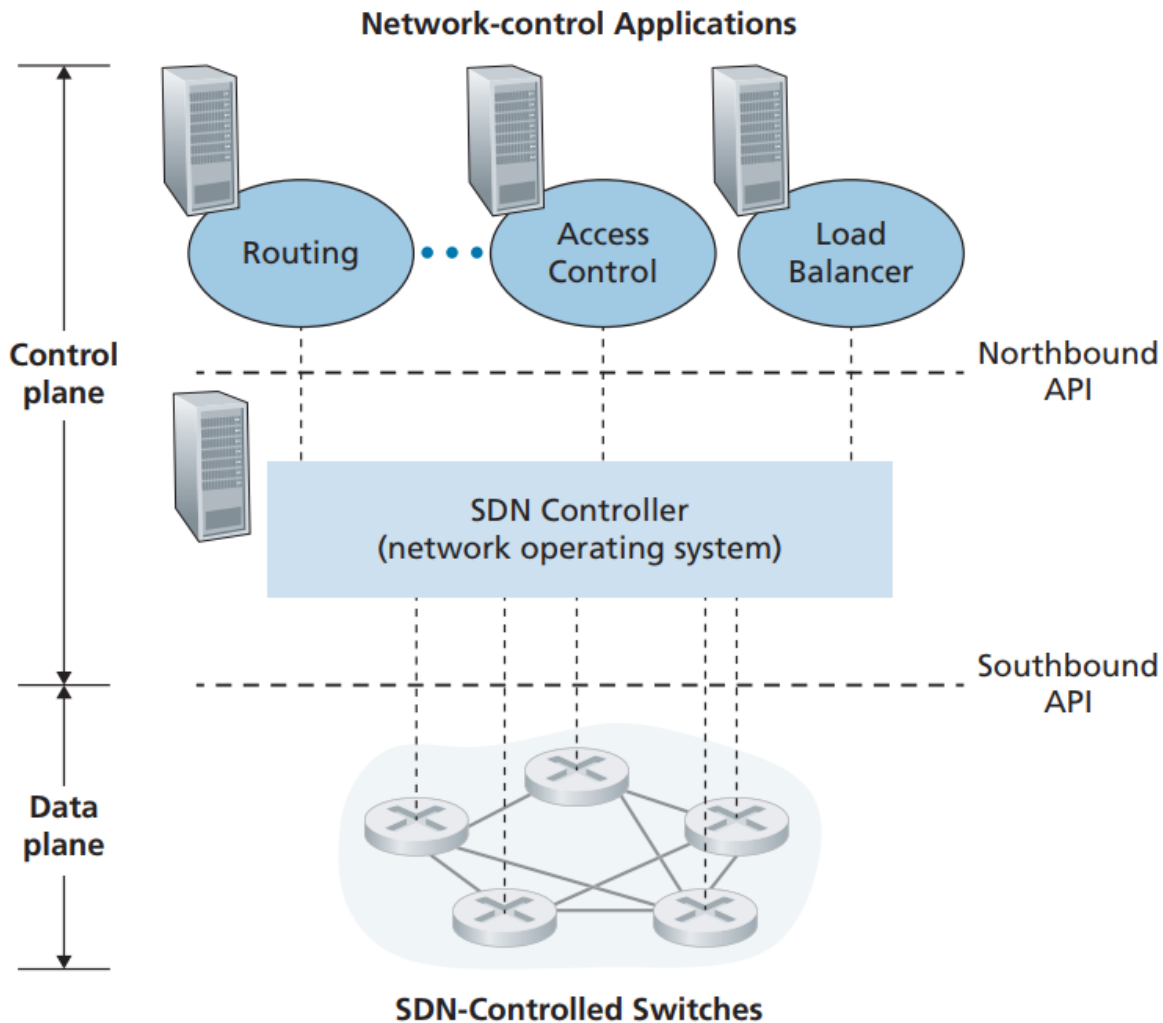 Network-control Applications
Routing
Access
Control
Load
Balancer
Control
plane
Northbound
API
SDN Controller
(network operating system)
Southbound
API
Data
plane
SDN-Controlled Switches